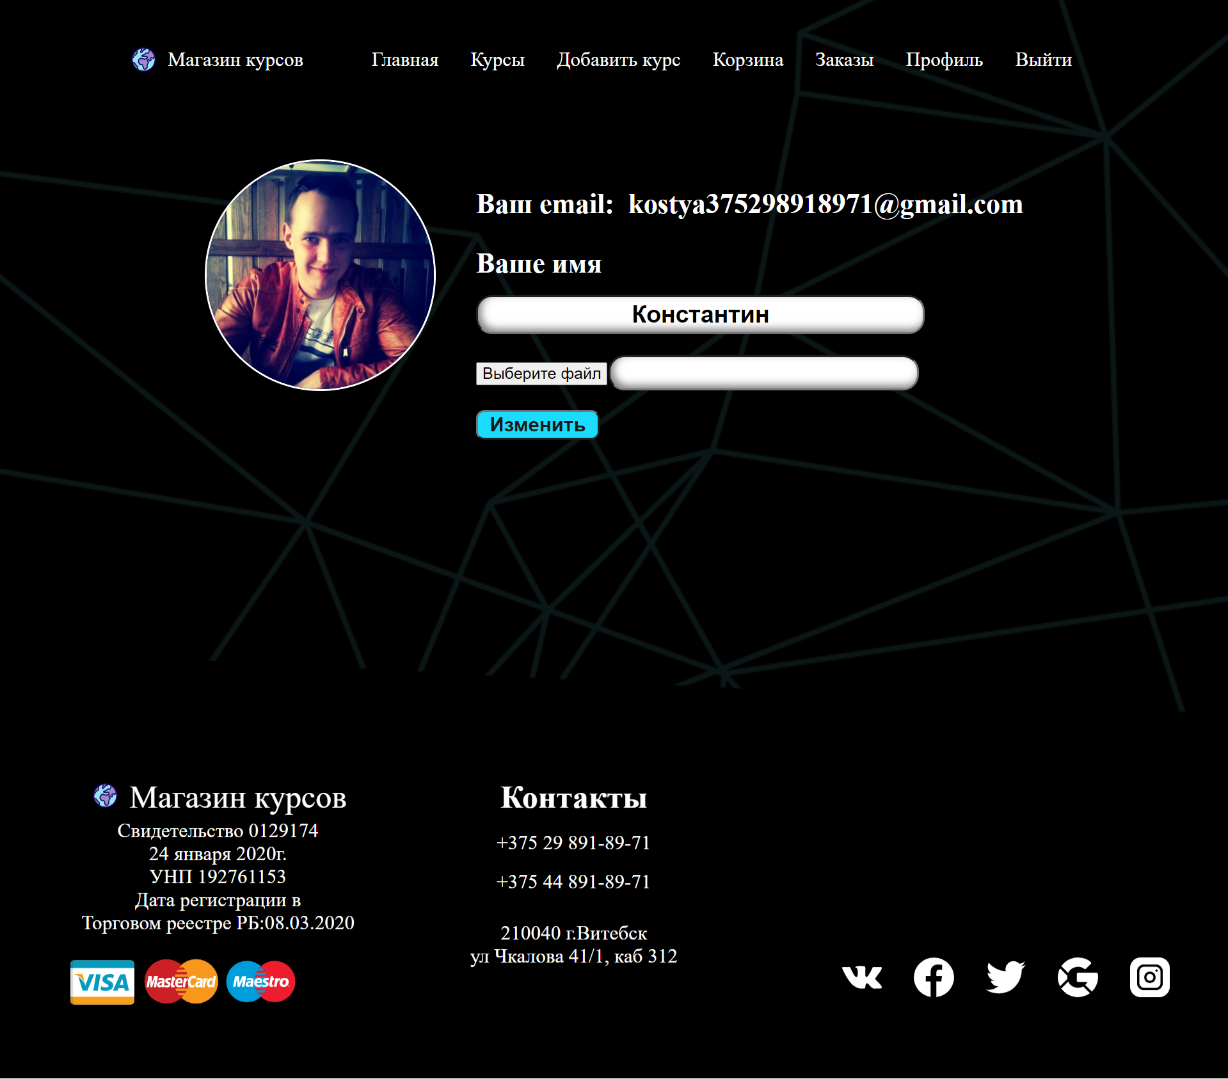 Магазин курсов Главная Курсы Добавить курс Корзина Заказы Профиль Выйти
Ваш email: kostya375298918971@gmail.com
Ваше имя
Константин
Выберите файл
Изменить
Магазин курсов
Свидетельство 0129174
24 января 2020г.
УНП 192761153
Дата регистрации в
Торговом реестре РБ:08.03.2020
VISA MasterCard Maestro
Контакты
+375 29 891-89-71
+375 44 891-89-71
210040 г.Витебск
ул Чкалова 41/1, каб 312